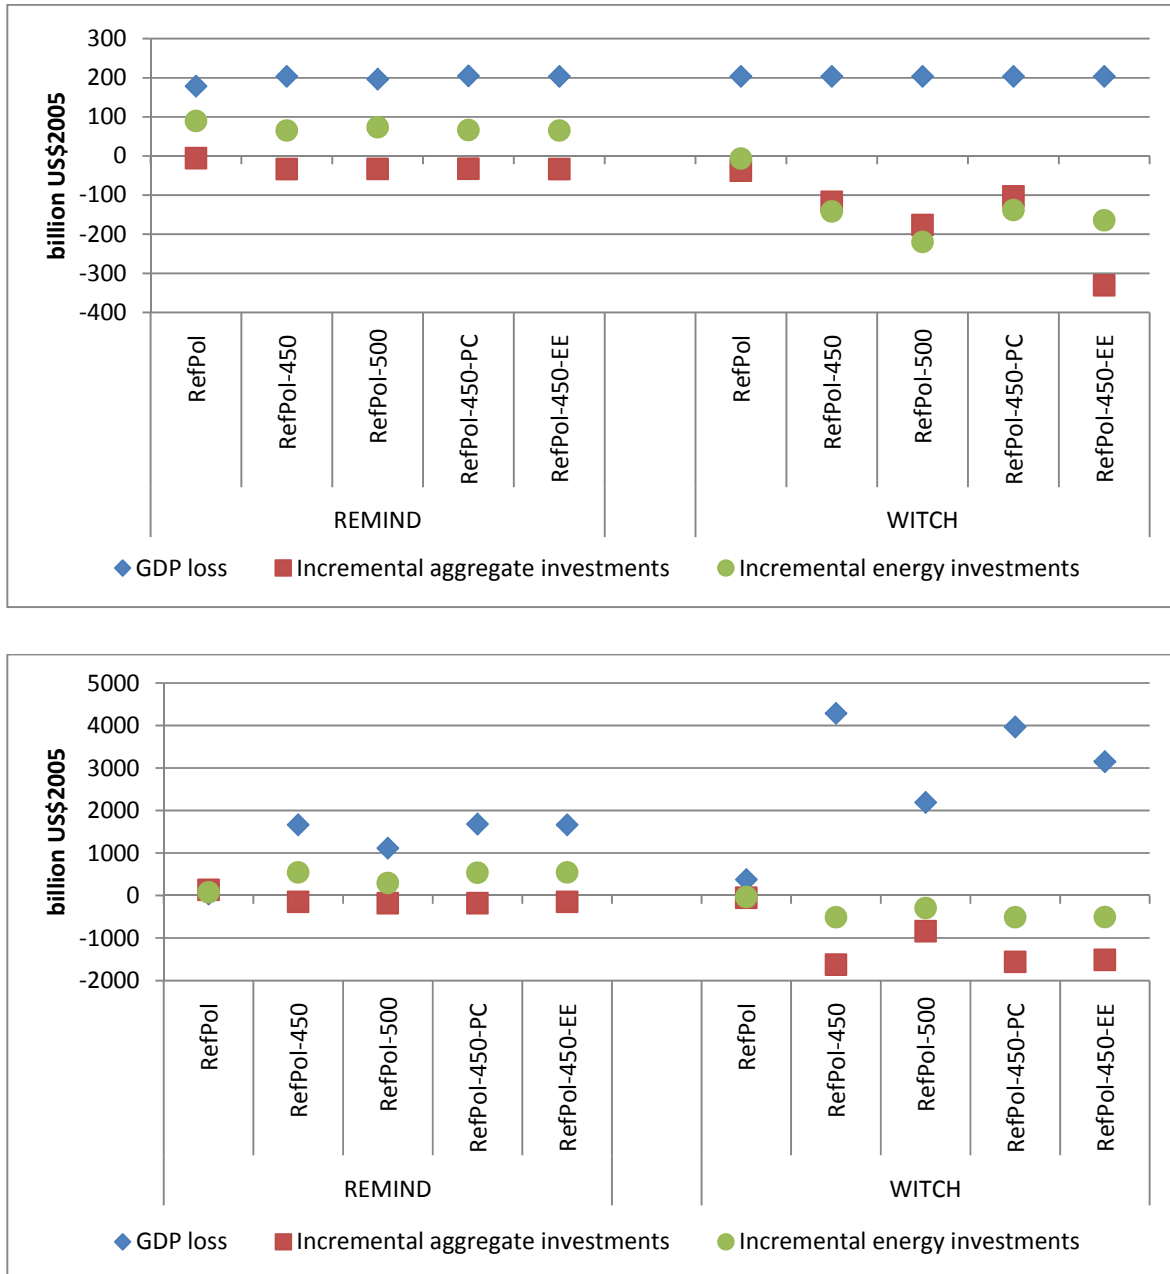 300
200
100
0
-100
-200
-300
-400
billion US$2005
RefPol
RefPol-450
RefPol-500
RefPol-450-PC
RefPol-450-EE
RefPol
RefPol-450
RefPol-500
RefPol-450-PC
RefPol-450-EE
REMIND WITCH
GDP loss Incremental aggregate investments Incremental energy investments
5000
4000
3000
2000
1000
0
-1000
-2000
billion US$2005
RefPol
RefPol-450
RefPol-500
RefPol-450-PC
RefPol-450-EE
RefPol
RefPol-450
RefPol-500
RefPol-450-PC
RefPol-450-EE
REMIND WITCH
GDP loss Incremental aggregate investments Incremental energy investments